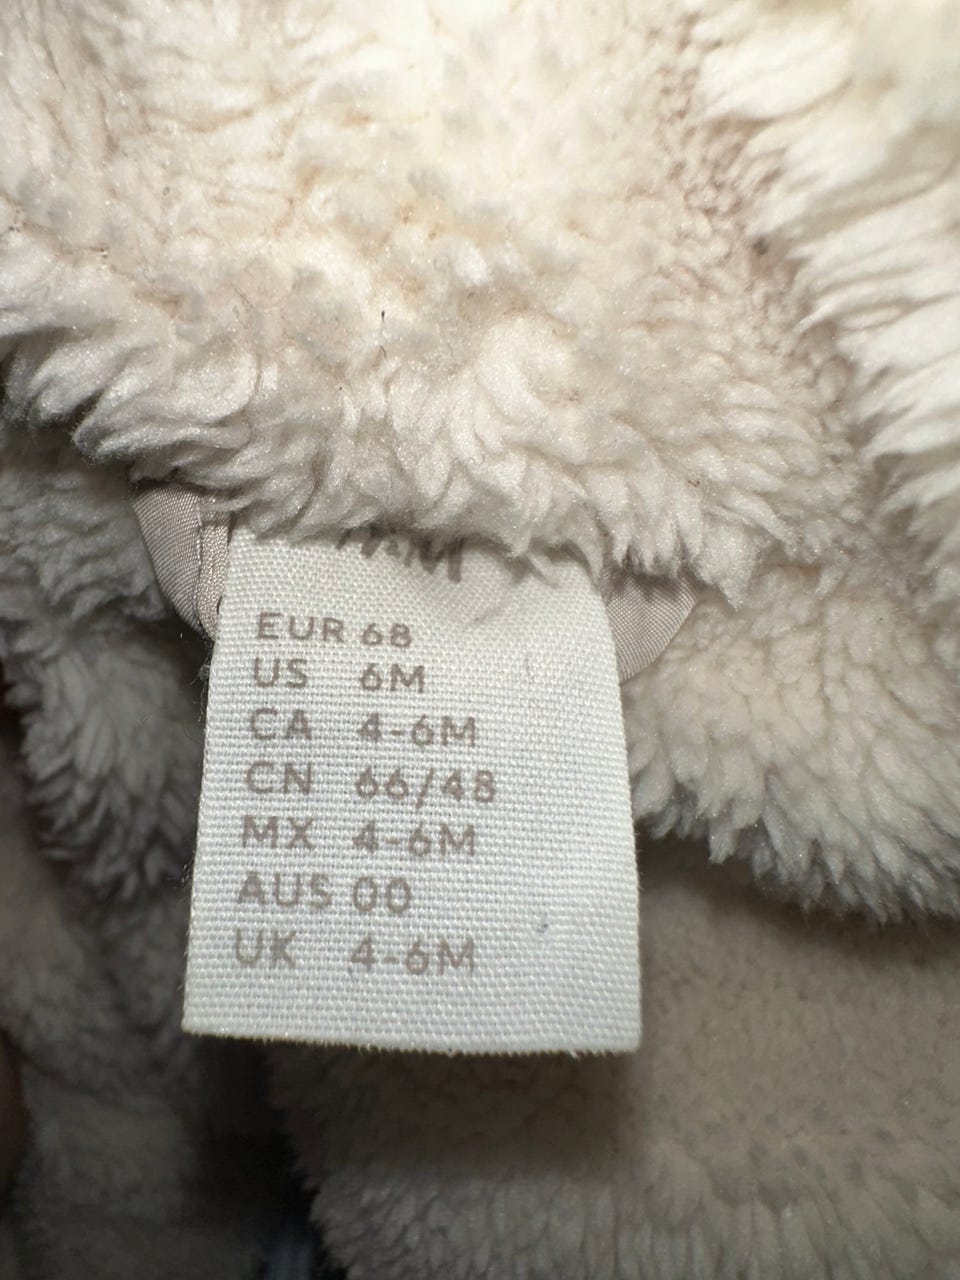 H&M
EUR 68
US 6M
CA 4-6M
CN 66/48
MX 4-6M
AUS 00
UK 4-6M